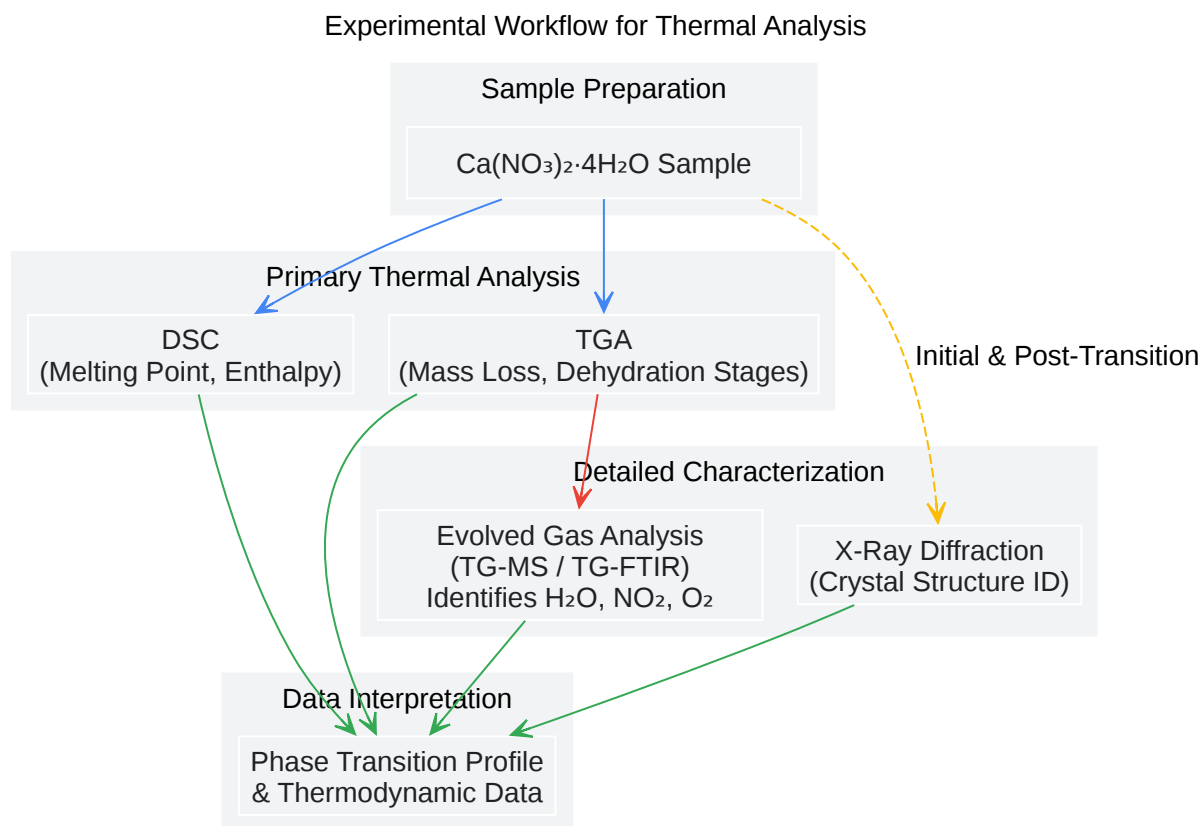 Experimental Workflow for Thermal Analysis
Sample Preparation
Ca(NO₃)₂·4H₂O Sample
Primary Thermal Analysis
DSC
(Melting Point, Enthalpy)
TGA
(Mass Loss, Dehydration Stages)
Initial & Post-Transition
Detailed Characterization
Evolved Gas Analysis
(TG-MS / TG-FTIR)
Identifies H₂O, NO₂, O₂
X-Ray Diffraction
(Crystal Structure ID)
Data Interpretation
Phase Transition Profile
& Thermodynamic Data